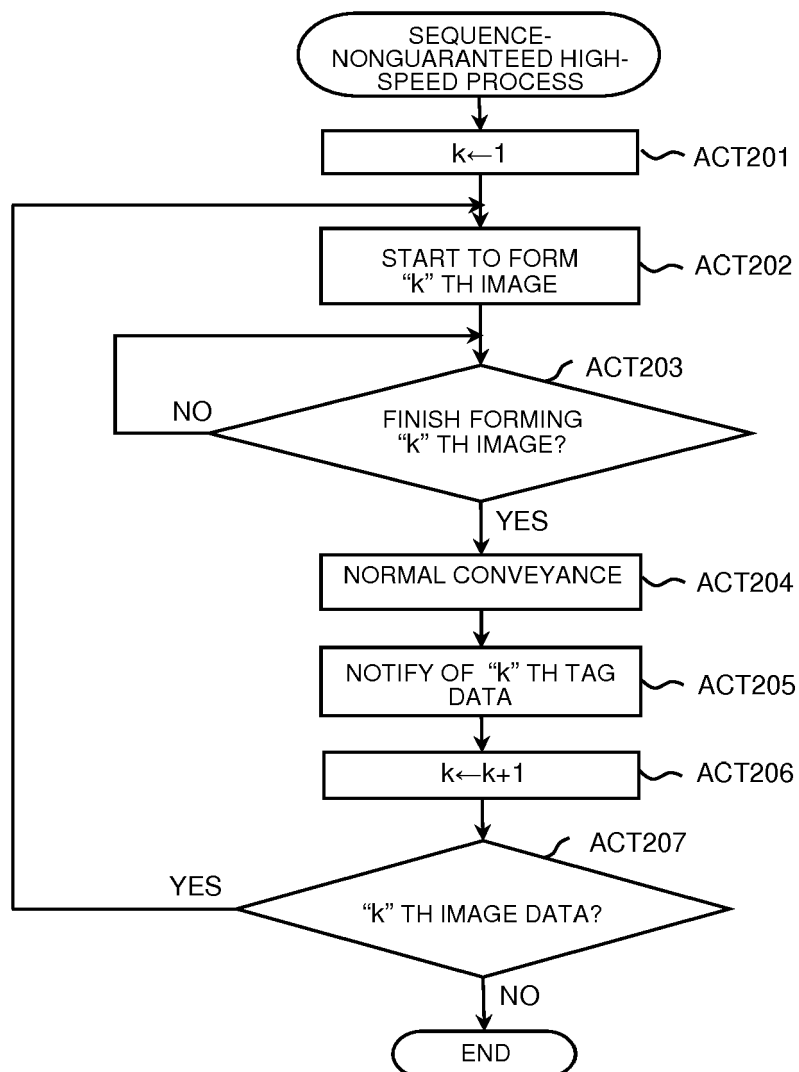 SEQUENCE-
NONGUARANTEED HIGH-
SPEED PROCESS
k←1
ACT201
START TO FORM
“k” TH IMAGE
ACT202
ACT203
NO
FINISH FORMING
“k” TH IMAGE?
YES
NORMAL CONVEYANCE
ACT204
NOTIFY OF “k” TH TAG
DATA
ACT205
k←k+1
ACT206
ACT207
YES
“k” TH IMAGE DATA?
NO
END